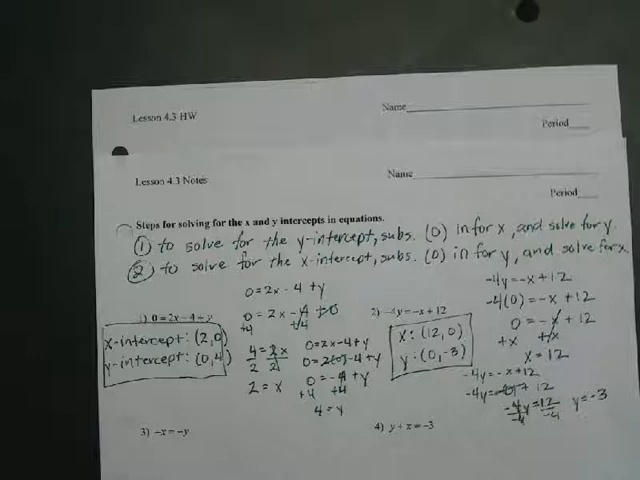 Lesson 4.3 HW
Name
Period
Lesson 4.3 Notes
Name
Period
Steps for solving for the x and y intercepts in equations.
① to solve for the y-intercept, subs. (0) in for x, and solve for y.
② to solve for the x-intercept, subs. (0) in for y, and solve for x.
1) 0 = 2x - 4 + y
x-intercept: (2,0)
y-intercept: (0,4)
0 = 2x - 4 + y
0 = 2x - 4 + 0
+4 +4
4 = 2x
2 2
2 = x
0 = 2x - 4 + y
0 = 2(0) - 4 + y
0 = -4 + y
+4 +4
4 = y
2) -4y = -x + 12
x: (12,0)
y: (0,-3)
-4y = -x + 12
-4(0) = -x + 12
0 = -x + 12
+x +x
x = 12
-4y = -x + 12
-4y = -(0) + 12
-4y = 12
-4 -4
y = -3
3) -x = -y
4) y + x = -3